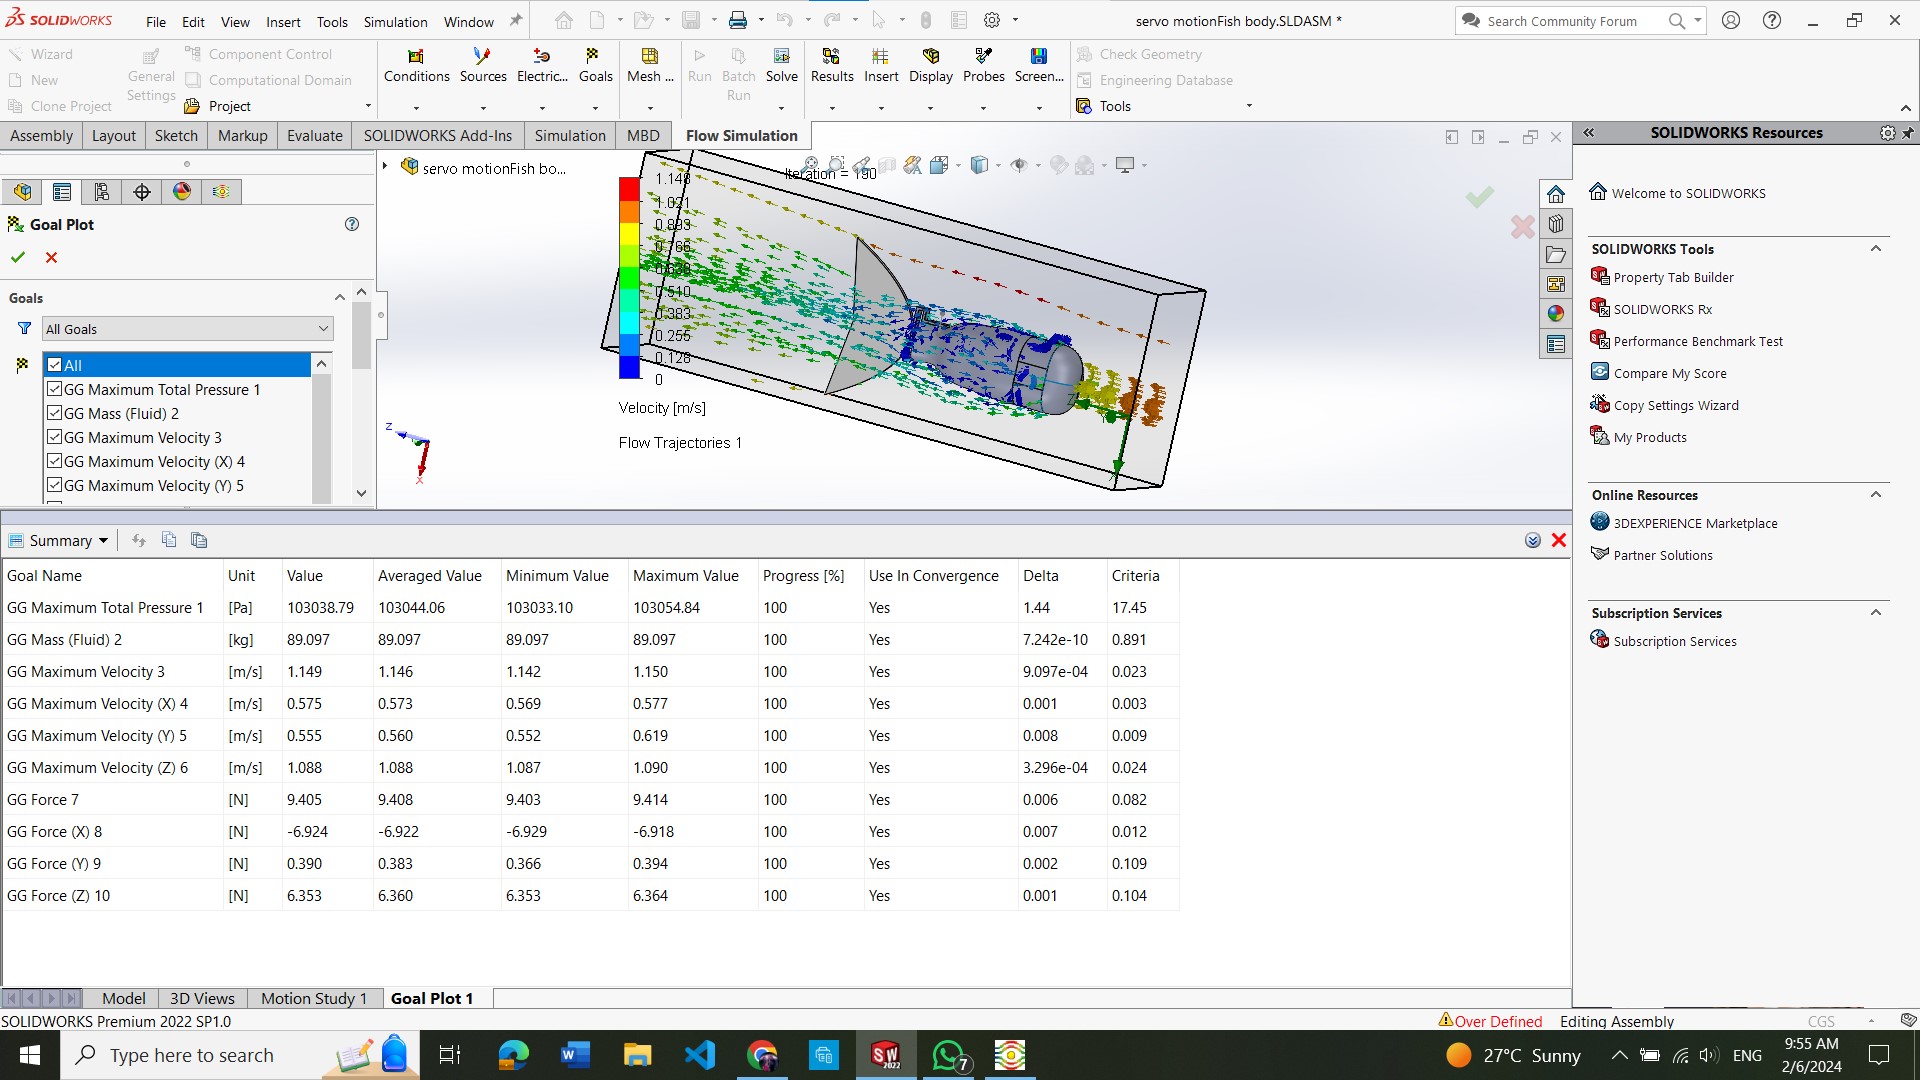 SOLIDWORKS File Edit View Insert Tools Simulation Window servo motionFish body.SLDASM * Search Community Forum
Wizard Component Control
New General Settings Computational Domain
Clone Project Project
Conditions Sources Electric... Goals Mesh ... Run Batch Run Solve Results Insert Display Probes Screen...
Check Geometry
Engineering Database
Tools
Assembly Layout Sketch Markup Evaluate SOLIDWORKS Add-Ins Simulation MBD Flow Simulation
SOLIDWORKS Resources
servo motionFish bo...
Iteration = 190
Goal Plot
Goals
All Goals
All
GG Maximum Total Pressure 1
GG Mass (Fluid) 2
GG Maximum Velocity 3
GG Maximum Velocity (X) 4
GG Maximum Velocity (Y) 5
1.148
1.021
0.893
0.766
0.638
0.510
0.383
0.255
0.128
0
Velocity [m/s]
Flow Trajectories 1
Z
X
Z
Welcome to SOLIDWORKS
SOLIDWORKS Tools
Property Tab Builder
SOLIDWORKS Rx
Performance Benchmark Test
Compare My Score
Copy Settings Wizard
My Products
Online Resources
3DEXPERIENCE Marketplace
Partner Solutions
Subscription Services
Subscription Services
Summary
Goal Name Unit Value Averaged Value Minimum Value Maximum Value Progress [%] Use In Convergence Delta Criteria
GG Maximum Total Pressure 1 [Pa] 103038.79 103044.06 103033.10 103054.84 100 Yes 1.44 17.45
GG Mass (Fluid) 2 [kg] 89.097 89.097 89.097 89.097 100 Yes 7.242e-10 0.891
GG Maximum Velocity 3 [m/s] 1.149 1.146 1.142 1.150 100 Yes 9.097e-04 0.023
GG Maximum Velocity (X) 4 [m/s] 0.575 0.573 0.569 0.577 100 Yes 0.001 0.003
GG Maximum Velocity (Y) 5 [m/s] 0.555 0.560 0.552 0.619 100 Yes 0.008 0.009
GG Maximum Velocity (Z) 6 [m/s] 1.088 1.088 1.087 1.090 100 Yes 3.296e-04 0.024
GG Force 7 [N] 9.405 9.408 9.403 9.414 100 Yes 0.006 0.082
GG Force (X) 8 [N] -6.924 -6.922 -6.929 -6.918 100 Yes 0.007 0.012
GG Force (Y) 9 [N] 0.390 0.383 0.366 0.394 100 Yes 0.002 0.109
GG Force (Z) 10 [N] 6.353 6.360 6.353 6.364 100 Yes 0.001 0.104
Model 3D Views Motion Study 1 Goal Plot 1
SOLIDWORKS Premium 2022 SP1.0 Over Defined Editing Assembly CGS
Type here to search 7 27°C Sunny ENG 9:55 AM
2/6/2024